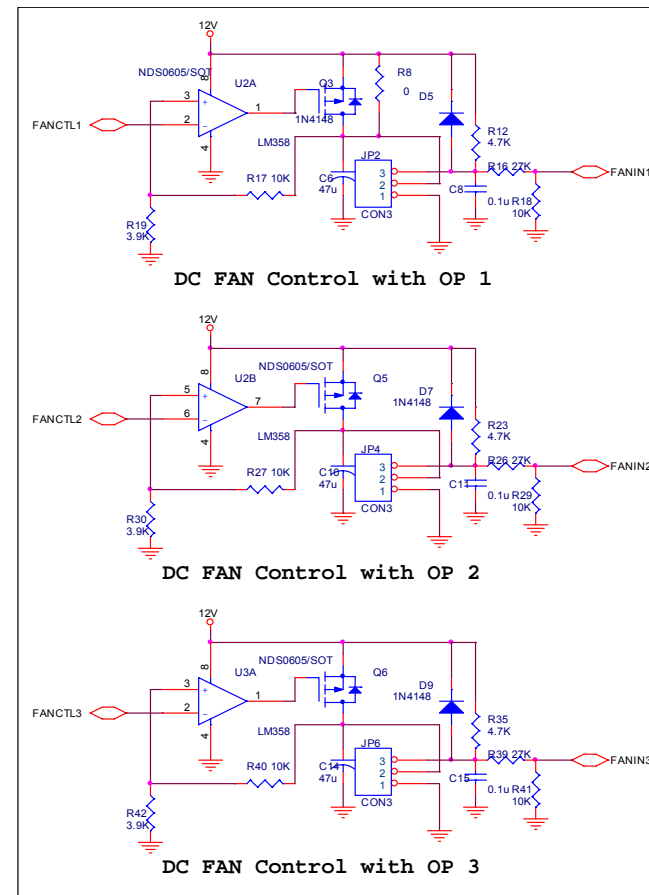 12V
NDS0605/SOT
U2A
Q3
R8
0
D5
8
3
+
2
-
1
4
1N4148
LM358
FANCTL1
R12
4.7K
JP2
3
2
1
CON3
R17 10K
C6
47u
R16 27K
C8
0.1u
R18
10K
FANIN1
R19
3.9K
DC FAN Control with OP 1
12V
NDS0605/SOT
U2B
Q5
D7
1N4148
8
5
+
6
-
7
4
FANCTL2
LM358
R23
4.7K
JP4
3
2
1
CON3
R27 10K
C10
47u
R26 27K
C11
0.1u
R29
10K
FANIN2
R30
3.9K
DC FAN Control with OP 2
12V
NDS0605/SOT
U3A
Q6
D9
1N4148
8
3
+
2
-
1
4
FANCTL3
LM358
R35
4.7K
JP6
3
2
1
CON3
R40 10K
C14
47u
R39 27K
C15
0.1u
R41
10K
FANIN3
R42
3.9K
DC FAN Control with OP 3